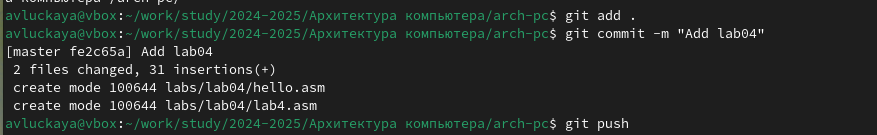 avluckaya@vbox:~/work/study/2024-2025/Архитектура компьютера/arch-pc$ git add .
avluckaya@vbox:~/work/study/2024-2025/Архитектура компьютера/arch-pc$ git commit -m "Add lab04"
[master fe2c65a] Add lab04
 2 files changed, 31 insertions(+)
 create mode 100644 labs/lab04/hello.asm
 create mode 100644 labs/lab04/lab4.asm
avluckaya@vbox:~/work/study/2024-2025/Архитектура компьютера/arch-pc$ git push